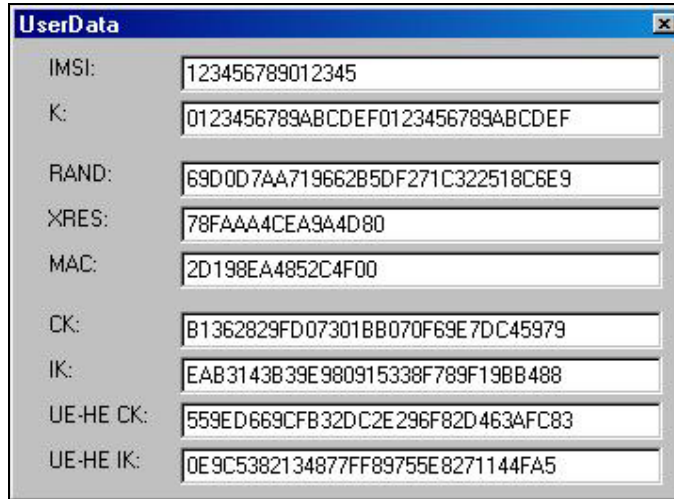 UserData
IMSI: 123456789012345
K: 0123456789ABCDEF0123456789ABCDEF
RAND: 69D0D7AA719662B5DF271C322518C6E9
XRES: 78FAAA4CEA9A4D80
MAC: 2D198EA4852C4F00
CK: B1362829FD07301BB070F69E7DC45979
IK: EAB3143B39E980915338F789F19BB488
UE-HE CK: 559ED669CFB32DC2E296F82D463AFC83
UE-HE IK: 0E9C5382134877FF89755E8271144FA5